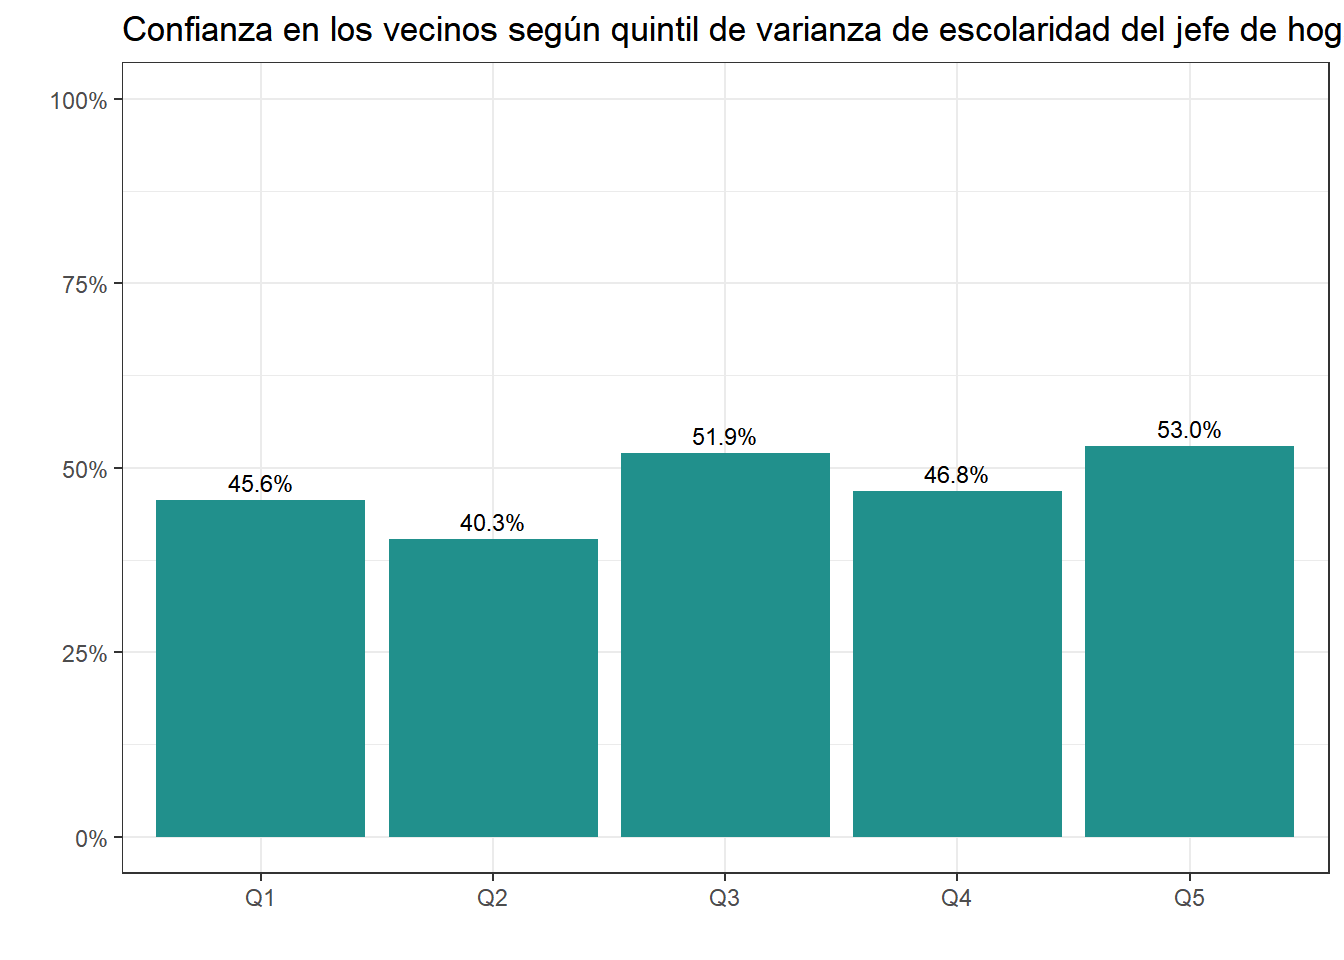 Confianza en los vecinos según quintil de varianza de escolaridad del jefe de hog
100%
75%
50%
25%
0%
45.6%
40.3%
51.9%
46.8%
53.0%
Q1
Q2
Q3
Q4
Q5